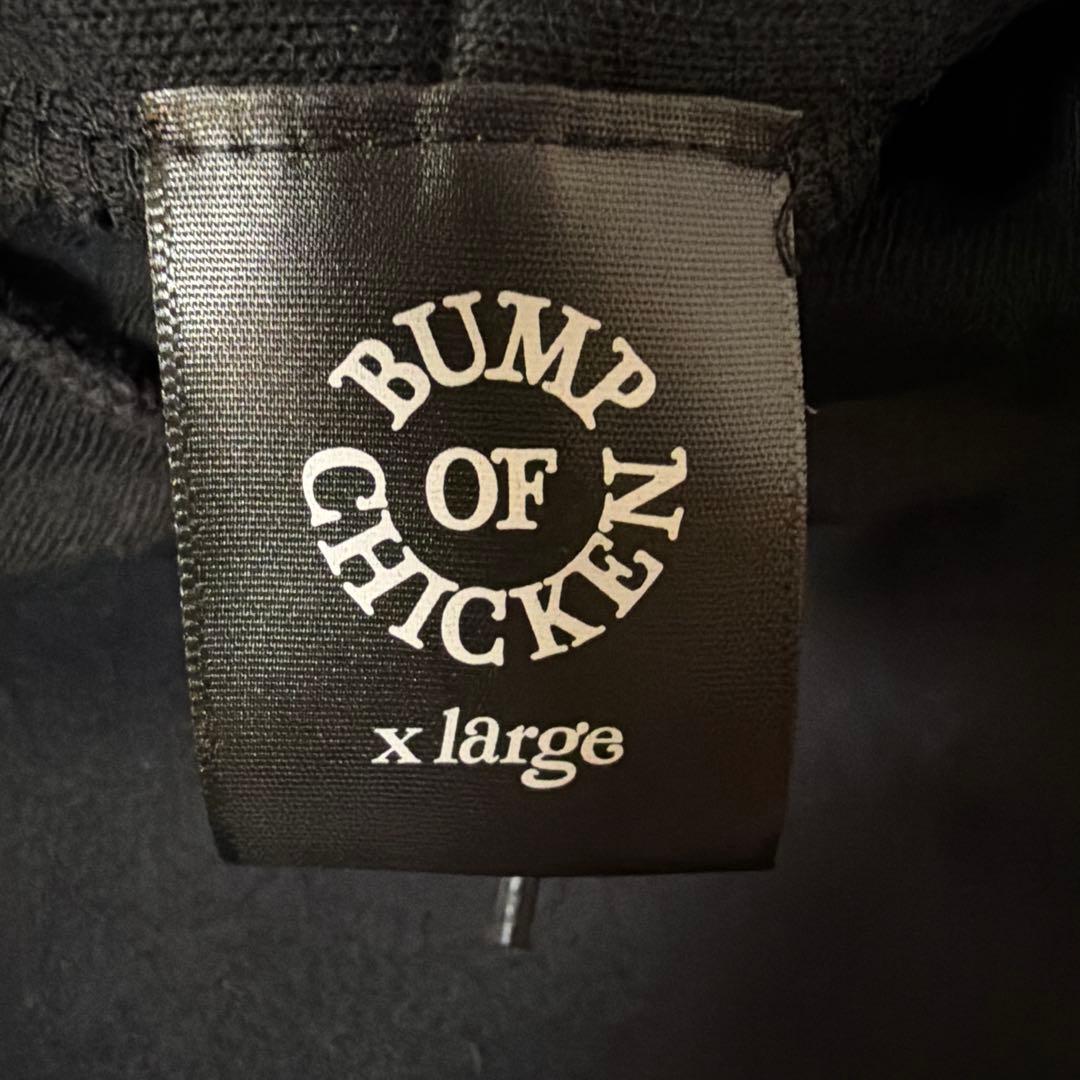 BUMP
OF
CHICKEN
x large